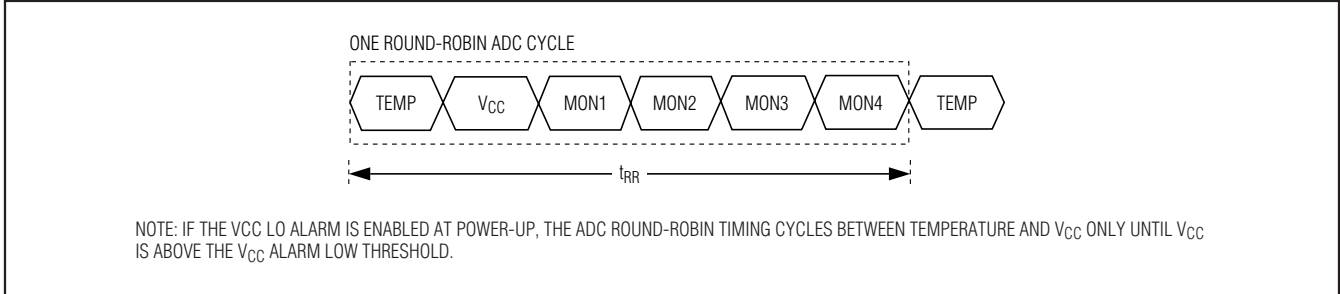 ONE ROUND-ROBIN ADC CYCLE
TEMP VCC MON1 MON2 MON3 MON4 TEMP
tRR
NOTE: IF THE VCC LO ALARM IS ENABLED AT POWER-UP, THE ADC ROUND-ROBIN TIMING CYCLES BETWEEN TEMPERATURE AND VCC ONLY UNTIL VCC
IS ABOVE THE VCC ALARM LOW THRESHOLD.